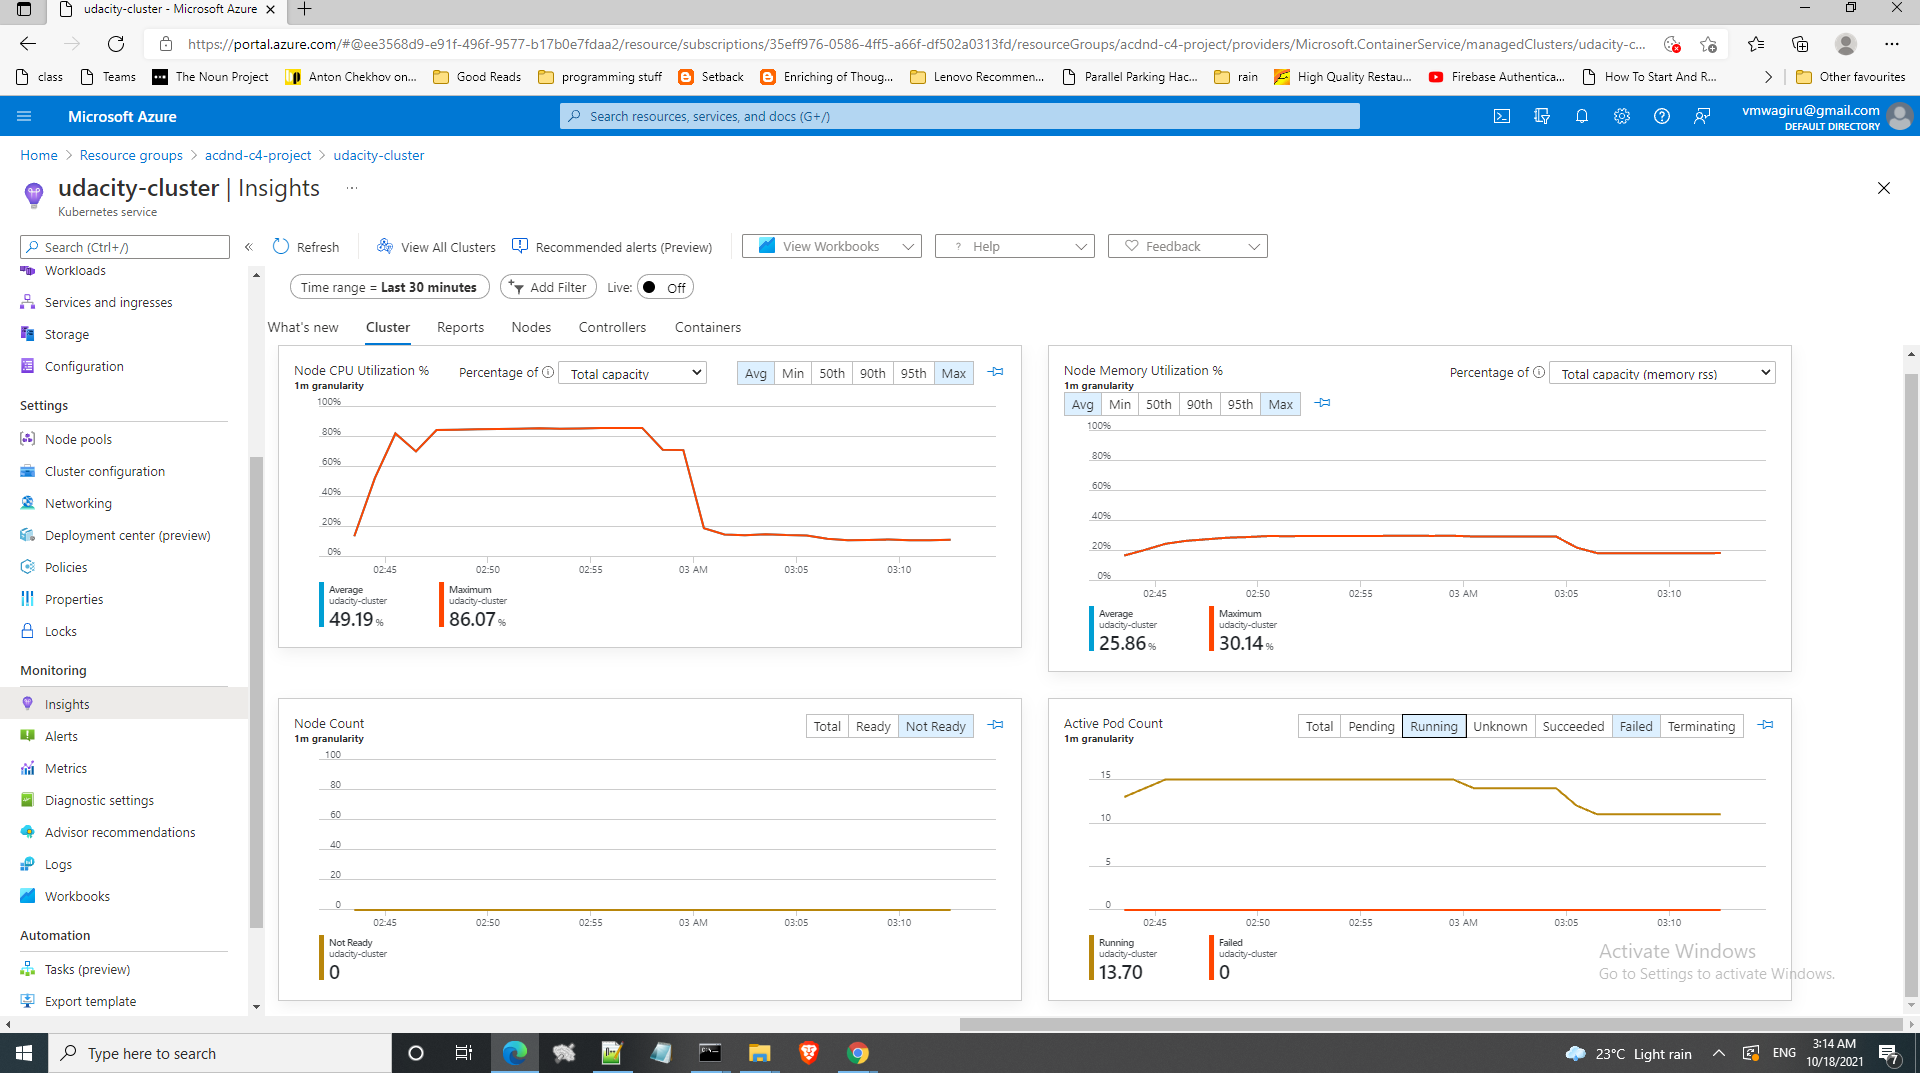 udacity-cluster - Microsoft Azure
https://portal.azure.com/#@ee3568d9-e91f-496f-9577-b17b0e7fdaa2/resource/subscriptions/35eff976-0586-4ff5-a66f-df502a0313fd/resourceGroups/acdnd-c4-project/providers/Microsoft.ContainerService/managedClusters/udacity-c...
class Teams The Noun Project Anton Chekhov on... Good Reads programming stuff Setback Enriching of Thoug... Lenovo Recommen... Parallel Parking Hac... rain High Quality Restau... Firebase Authentica... How To Start And R... Other favourites
Microsoft Azure
Search resources, services, and docs (G+/)
vmwagiru@gmail.com
DEFAULT DIRECTORY
Home > Resource groups > acdnd-c4-project > udacity-cluster
udacity-cluster | Insights ...
Kubernetes service
Search (Ctrl+/)
«
Workloads
Services and ingresses
Storage
Configuration
Settings
Node pools
Cluster configuration
Networking
Deployment center (preview)
Policies
Properties
Locks
Monitoring
Insights
Alerts
Metrics
Diagnostic settings
Advisor recommendations
Logs
Workbooks
Automation
Tasks (preview)
Export template
Refresh View All Clusters Recommended alerts (Preview) View Workbooks ? Help Feedback
Time range = Last 30 minutes Add Filter Live: Off
What's new Cluster Reports Nodes Controllers Containers
Node CPU Utilization % Percentage of Total capacity Avg Min 50th 90th 95th Max
1m granularity
100%
80%
60%
40%
20%
0%
02:45 02:50 02:55 03 AM 03:05 03:10
Average Maximum
udacity-cluster udacity-cluster
49.19 % 86.07 %
Node Memory Utilization % Percentage of Total capacity (memory rss)
1m granularity
Avg Min 50th 90th 95th Max
100%
80%
60%
40%
20%
0%
02:45 02:50 02:55 03 AM 03:05 03:10
Average Maximum
udacity-cluster udacity-cluster
25.86 % 30.14 %
Node Count Total Ready Not Ready
1m granularity
100
80
60
40
20
0
02:45 02:50 02:55 03 AM 03:05 03:10
Not Ready
udacity-cluster
0
Active Pod Count Total Pending Running Unknown Succeeded Failed Terminating
1m granularity
15
10
5
0
02:45 02:50 02:55 03 AM 03:05 03:10
Running Failed
udacity-cluster udacity-cluster
13.70 0
Activate Windows
Go to Settings to activate Windows.
Type here to search
23°C Light rain ENG
3:14 AM
10/18/2021
7